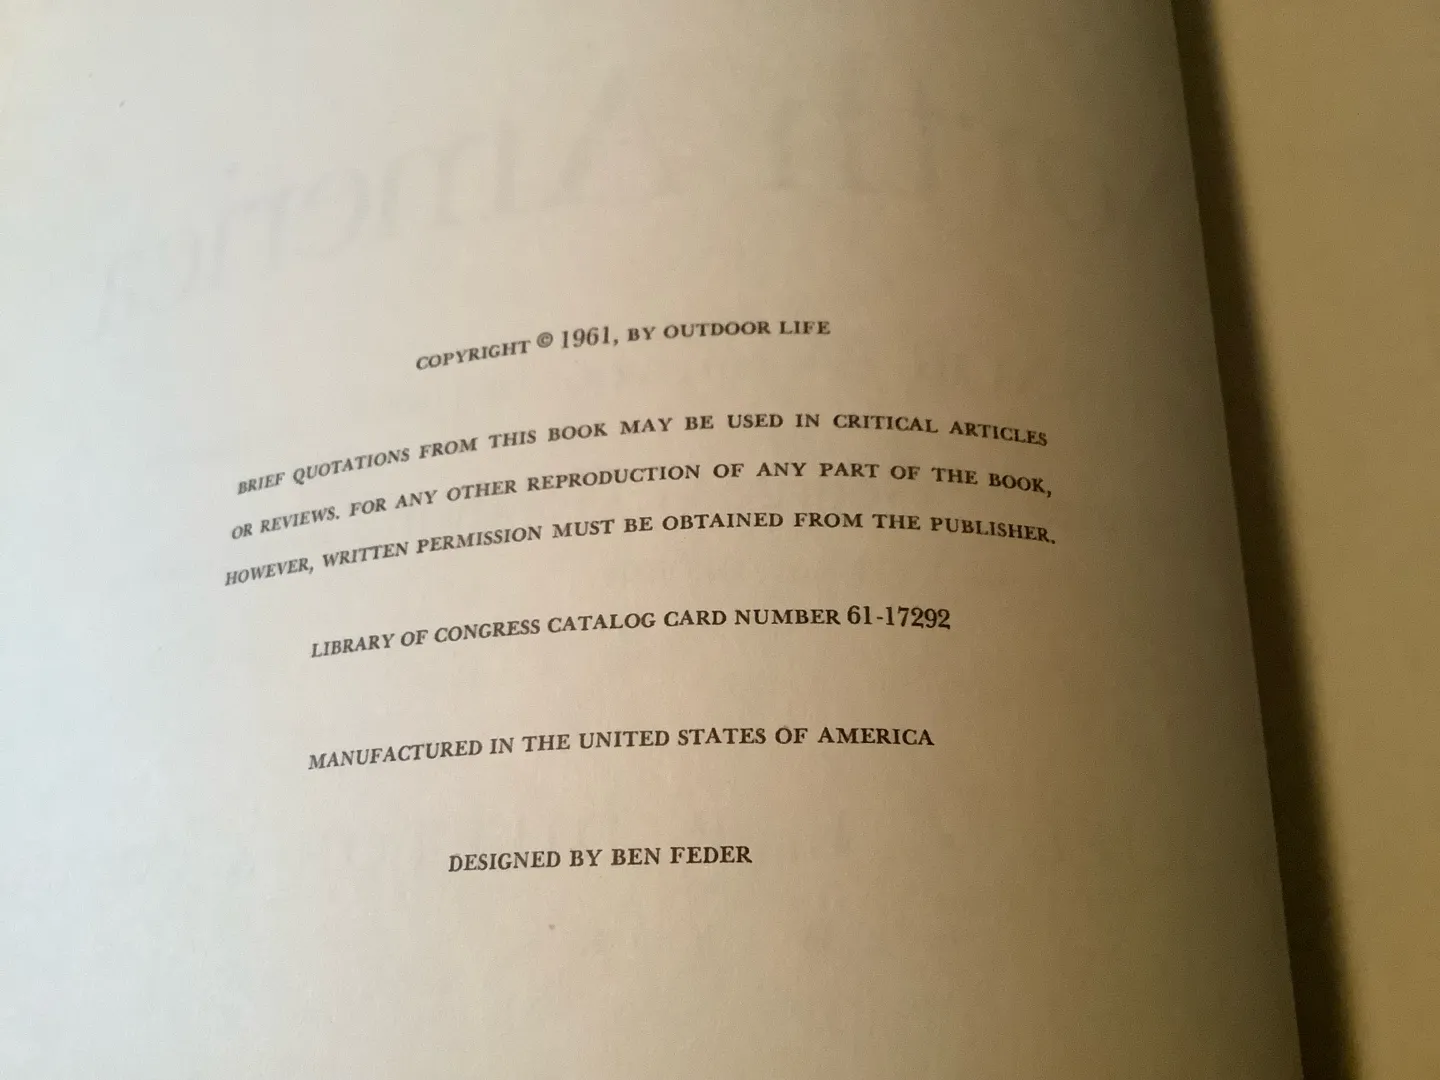 COPYRIGHT © 1961, BY OUTDOOR LIFE
BRIEF QUOTATIONS FROM THIS BOOK MAY BE USED IN CRITICAL ARTICLES
OR REVIEWS. FOR ANY OTHER REPRODUCTION OF ANY PART OF THE BOOK,
HOWEVER, WRITTEN PERMISSION MUST BE OBTAINED FROM THE PUBLISHER.
LIBRARY OF CONGRESS CATALOG CARD NUMBER 61-17292
MANUFACTURED IN THE UNITED STATES OF AMERICA
DESIGNED BY BEN FEDER